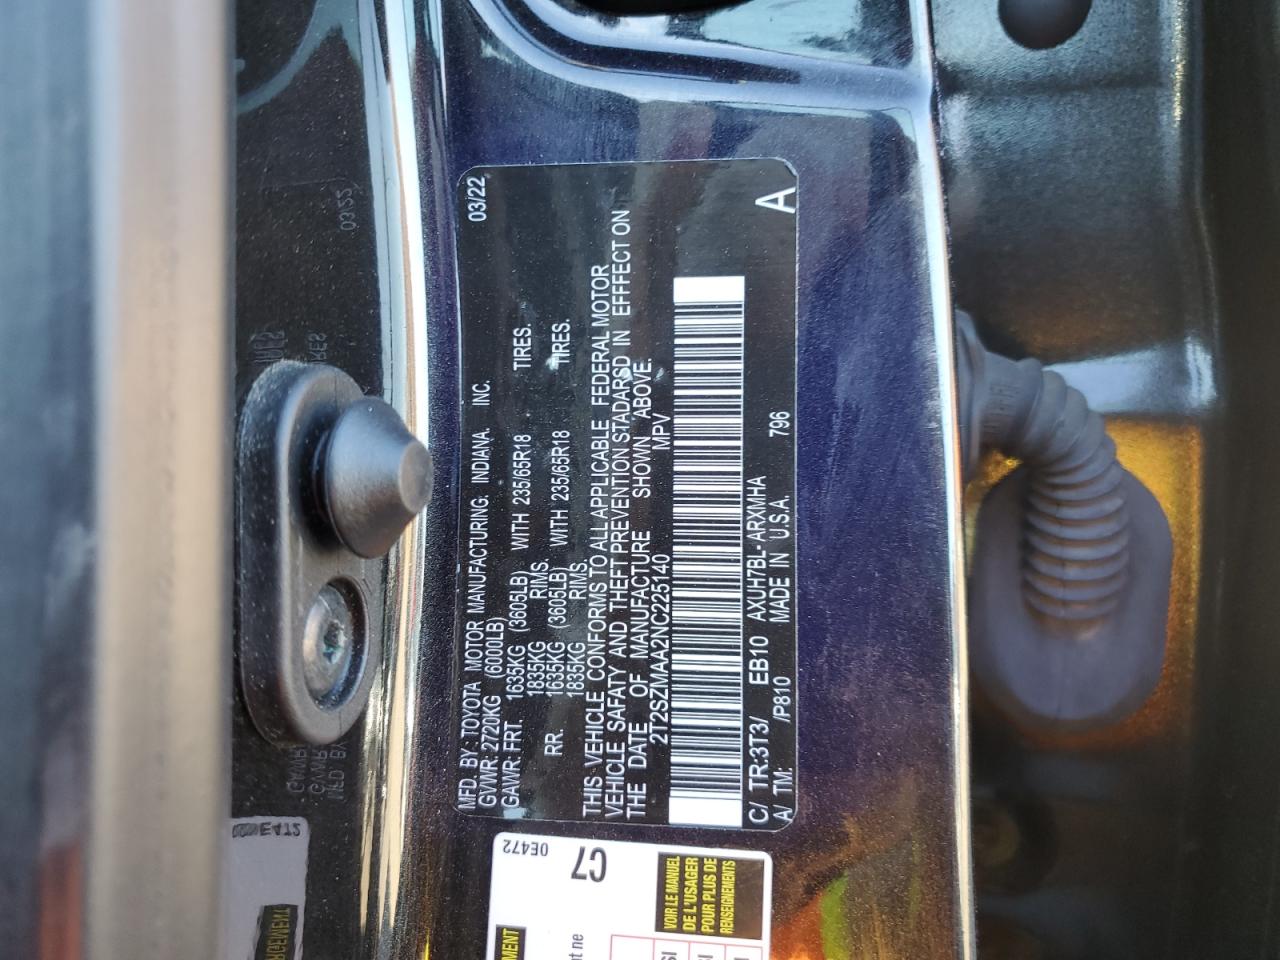 MFD. BY: TOYOTA MOTOR MANUFACTURING. INDIANA. INC. 03/22
GVWR: 2720KG (6000LB)
GAWR: FRT. 1635KG (3605LB) WITH 235/65R18 TIRES.
1835KG RIMS.
RR. 1635KG (3605LB) WITH 235/65R18 TIRES.
1835KG RIMS.
THIS VEHICLE CONFORMS TO ALL APPLICABLE FEDERAL MOTOR
VEHICLE SAFATY AND THEFT PREVENTION STADARSD IN EFFFECT ON
THE DATE OF MANUFACTURE SHOWN ABOVE.
2T2SZMAA2NC225140 MPV
C/ TR:3T3/ EB10 AXUH7BL-ARXMHA
A/ TM: /P810 MADE IN U.S.A. 796 A
0E472
C7
VOIR LE MANUEL
DE L'USAGER
POUR PLUS DE
RENSEIGNEMENTS